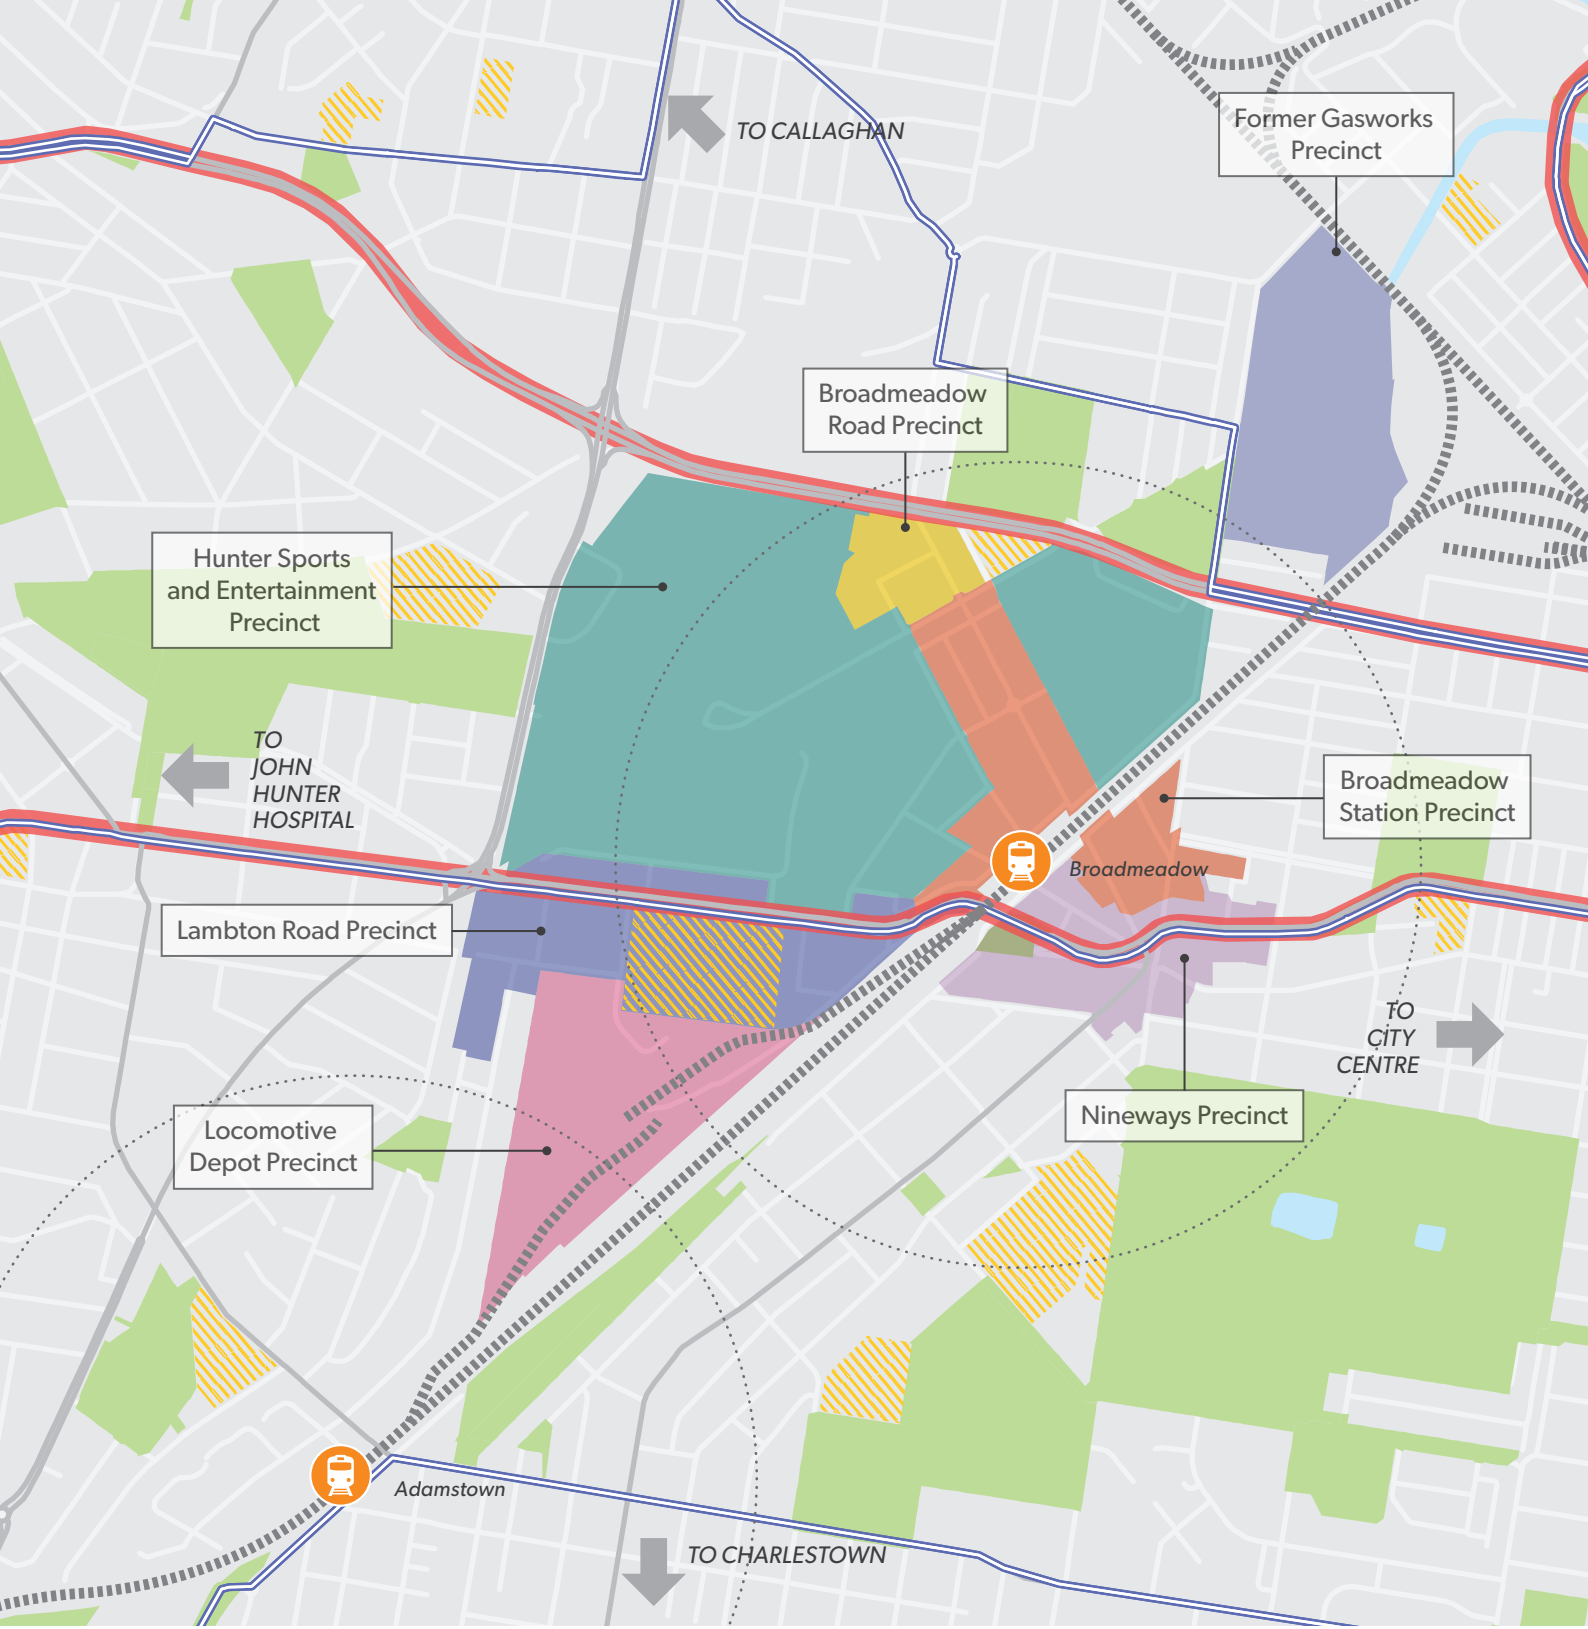 TO CALLAGHAN
Former Gasworks
Precinct
Broadmeadow
Road Precinct
Hunter Sports
and Entertainment
Precinct
TO
JOHN
HUNTER
HOSPITAL
Broadmeadow
Station Precinct
Broadmeadow
Lambton Road Precinct
TO
CITY
CENTRE
Nineways Precinct
Locomotive
Depot Precinct
Adamstown
TO CHARLESTOWN